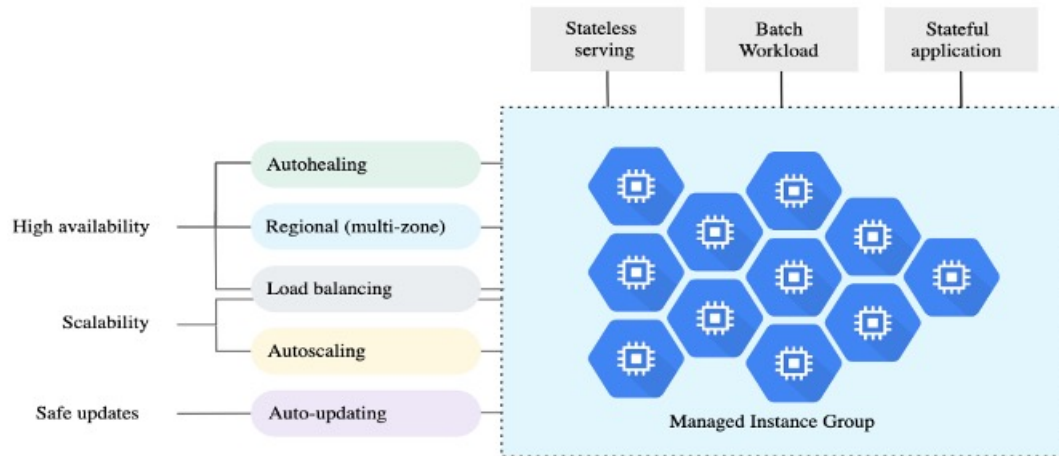 Stateless
serving
Batch
Workload
Stateful
application
Autohealing
High availability
Regional (multi-zone)
Load balancing
Scalability
Autoscaling
Safe updates
Auto-updating
Managed Instance Group